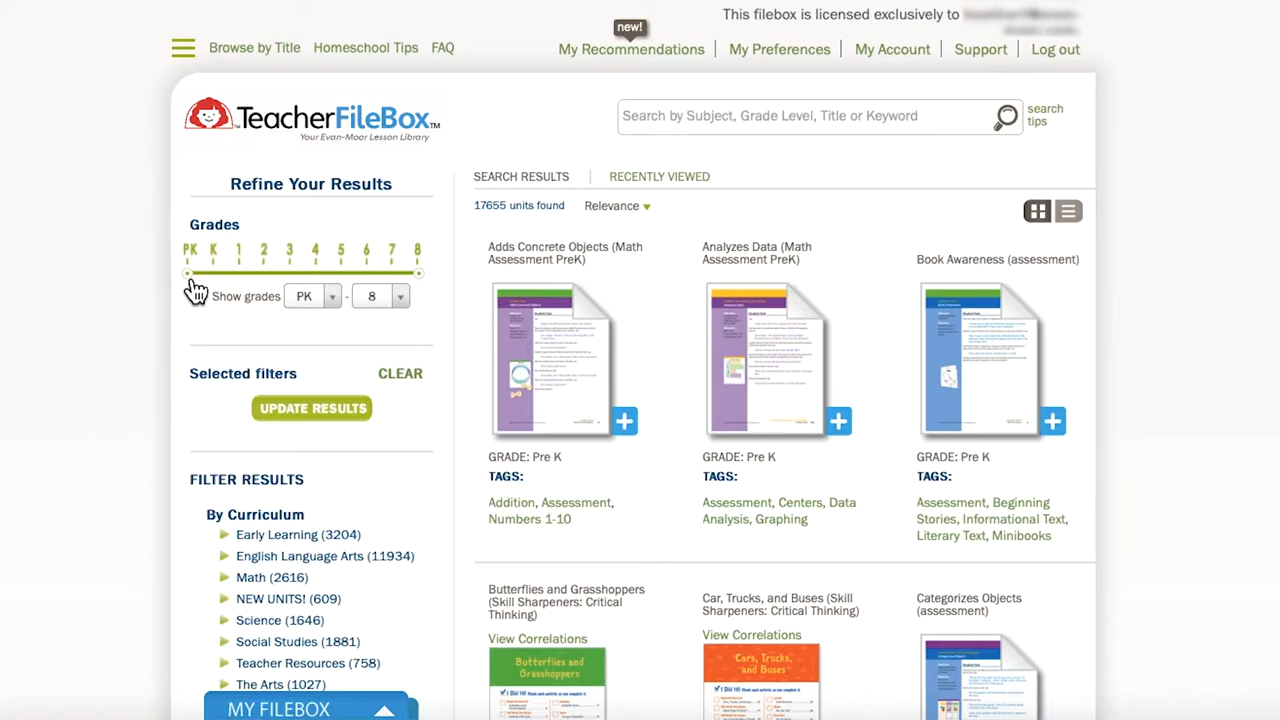 This filebox is licensed exclusively to
new!
Browse by Title
Homeschool Tips
FAQ
My Recommendations
My Preferences
My Account
Support
Log out
TeacherFileBox™
Your Evan-Moor Lesson Library
Search by Subject, Grade Level, Title or Keyword
search
tips
Refine Your Results
Grades
PK K 1 2 3 4 5 6 7 8
Show grades PK - 8
Selected filters
CLEAR
UPDATE RESULTS
FILTER RESULTS
By Curriculum
Early Learning (3204)
English Language Arts (11934)
Math (2616)
NEW UNITS! (609)
Science (1646)
Social Studies (1881)
Teacher Resources (758)
MY FILEBOX
SEARCH RESULTS
RECENTLY VIEWED
17655 units found
Relevance
Adds Concrete Objects (Math
Assessment PreK)
GRADE: Pre K
TAGS:
Addition, Assessment,
Numbers 1-10
Analyzes Data (Math
Assessment PreK)
GRADE: Pre K
TAGS:
Assessment, Centers, Data
Analysis, Graphing
Book Awareness (assessment)
GRADE: Pre K
TAGS:
Assessment, Beginning
Stories, Informational Text,
Literary Text, Minibooks
Butterflies and Grasshoppers
(Skill Sharpeners: Critical
Thinking)
View Correlations
Butterflies and
Grasshoppers
I Did It!
Car, Trucks, and Buses (Skill
Sharpeners: Critical Thinking)
View Correlations
Cars, Trucks,
and Buses
I Did It!
Categorizes Objects
(assessment)